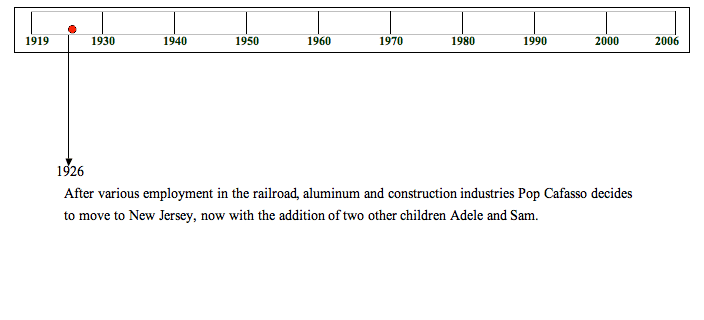 1919 1930 1940 1950 1960 1970 1980 1990 2000 2006
1926
After various employment in the railroad, aluminum and construction industries Pop Cafasso decides
to move to New Jersey, now with the addition of two other children Adele and Sam.